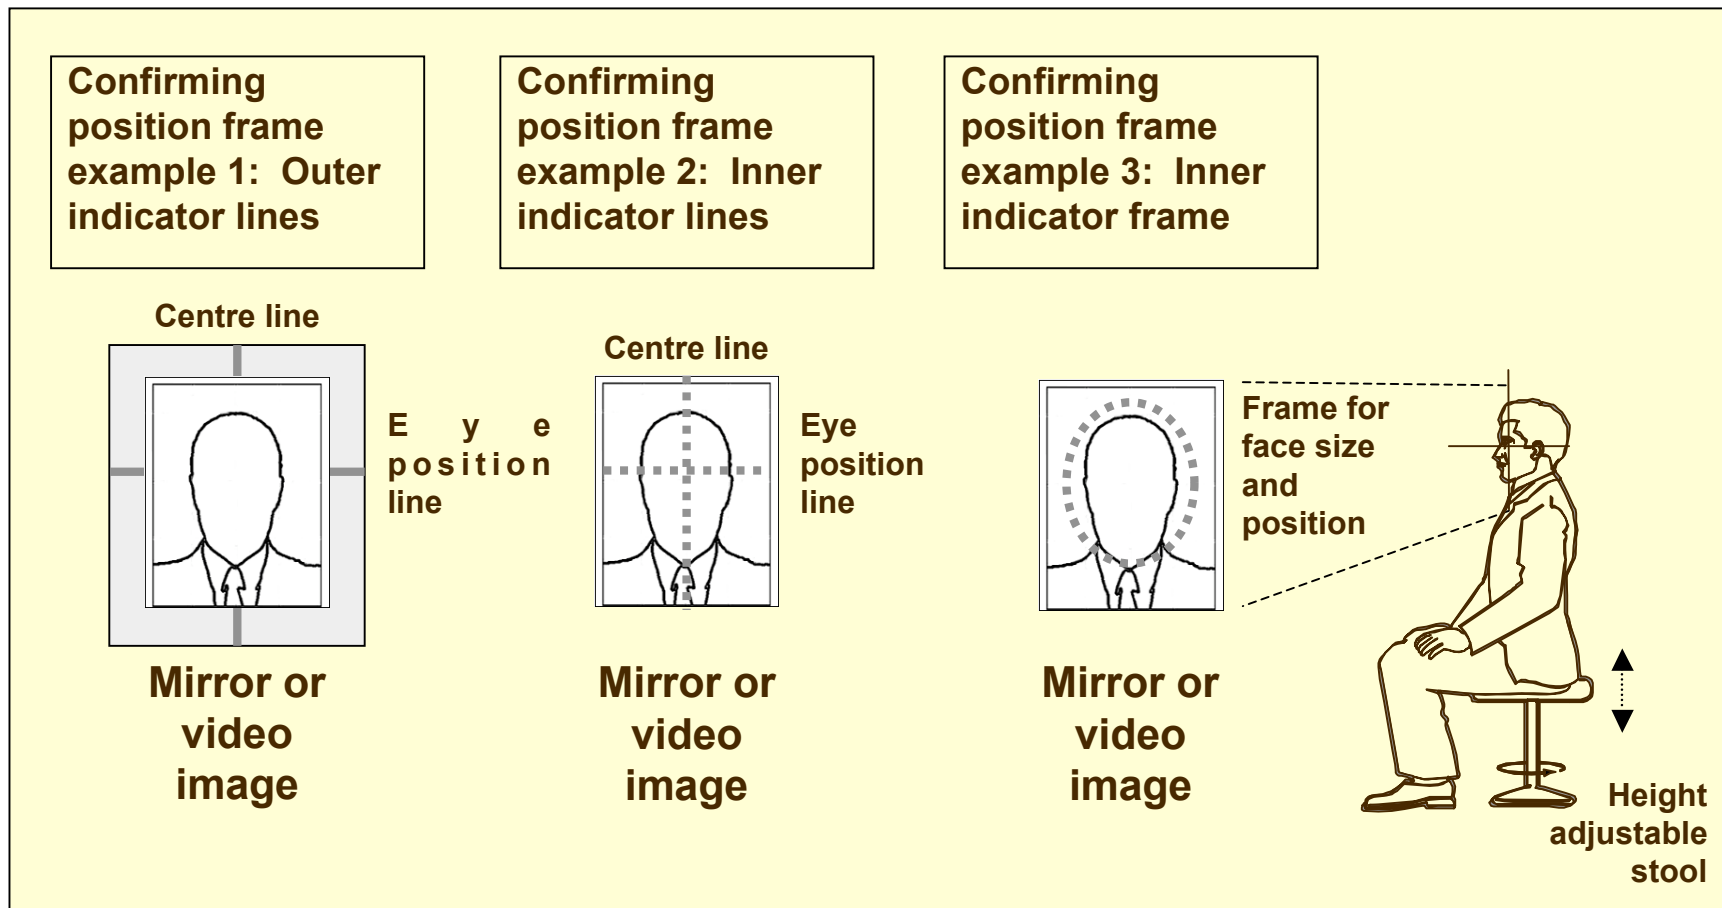 Confirming
position frame
example 1: Outer
indicator lines
Confirming
position frame
example 2: Inner
indicator lines
Confirming
position frame
example 3: Inner
indicator frame
Centre line
Eye
position
line
Mirror or
video
image
Centre line
Eye
position
line
Mirror or
video
image
Frame for
face size
and
position
Mirror or
video
image
Height
adjustable
stool